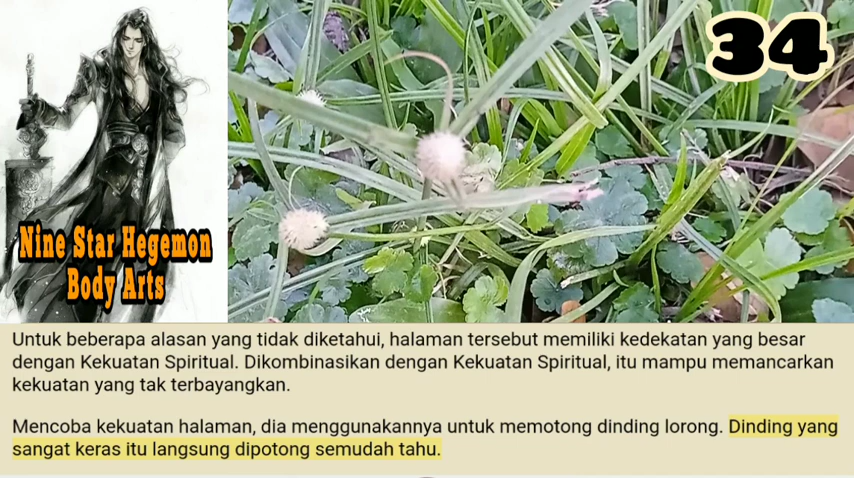 34
Nine Star Hegemon
Body Arts
Untuk beberapa alasan yang tidak diketahui, halaman tersebut memiliki kedekatan yang besar
dengan Kekuatan Spiritual. Dikombinasikan dengan Kekuatan Spiritual, itu mampu memancarkan
kekuatan yang tak terbayangkan.
Mencoba kekuatan halaman, dia menggunakannya untuk memotong dinding lorong. Dinding yang
sangat keras itu langsung dipotong semudah tahu.